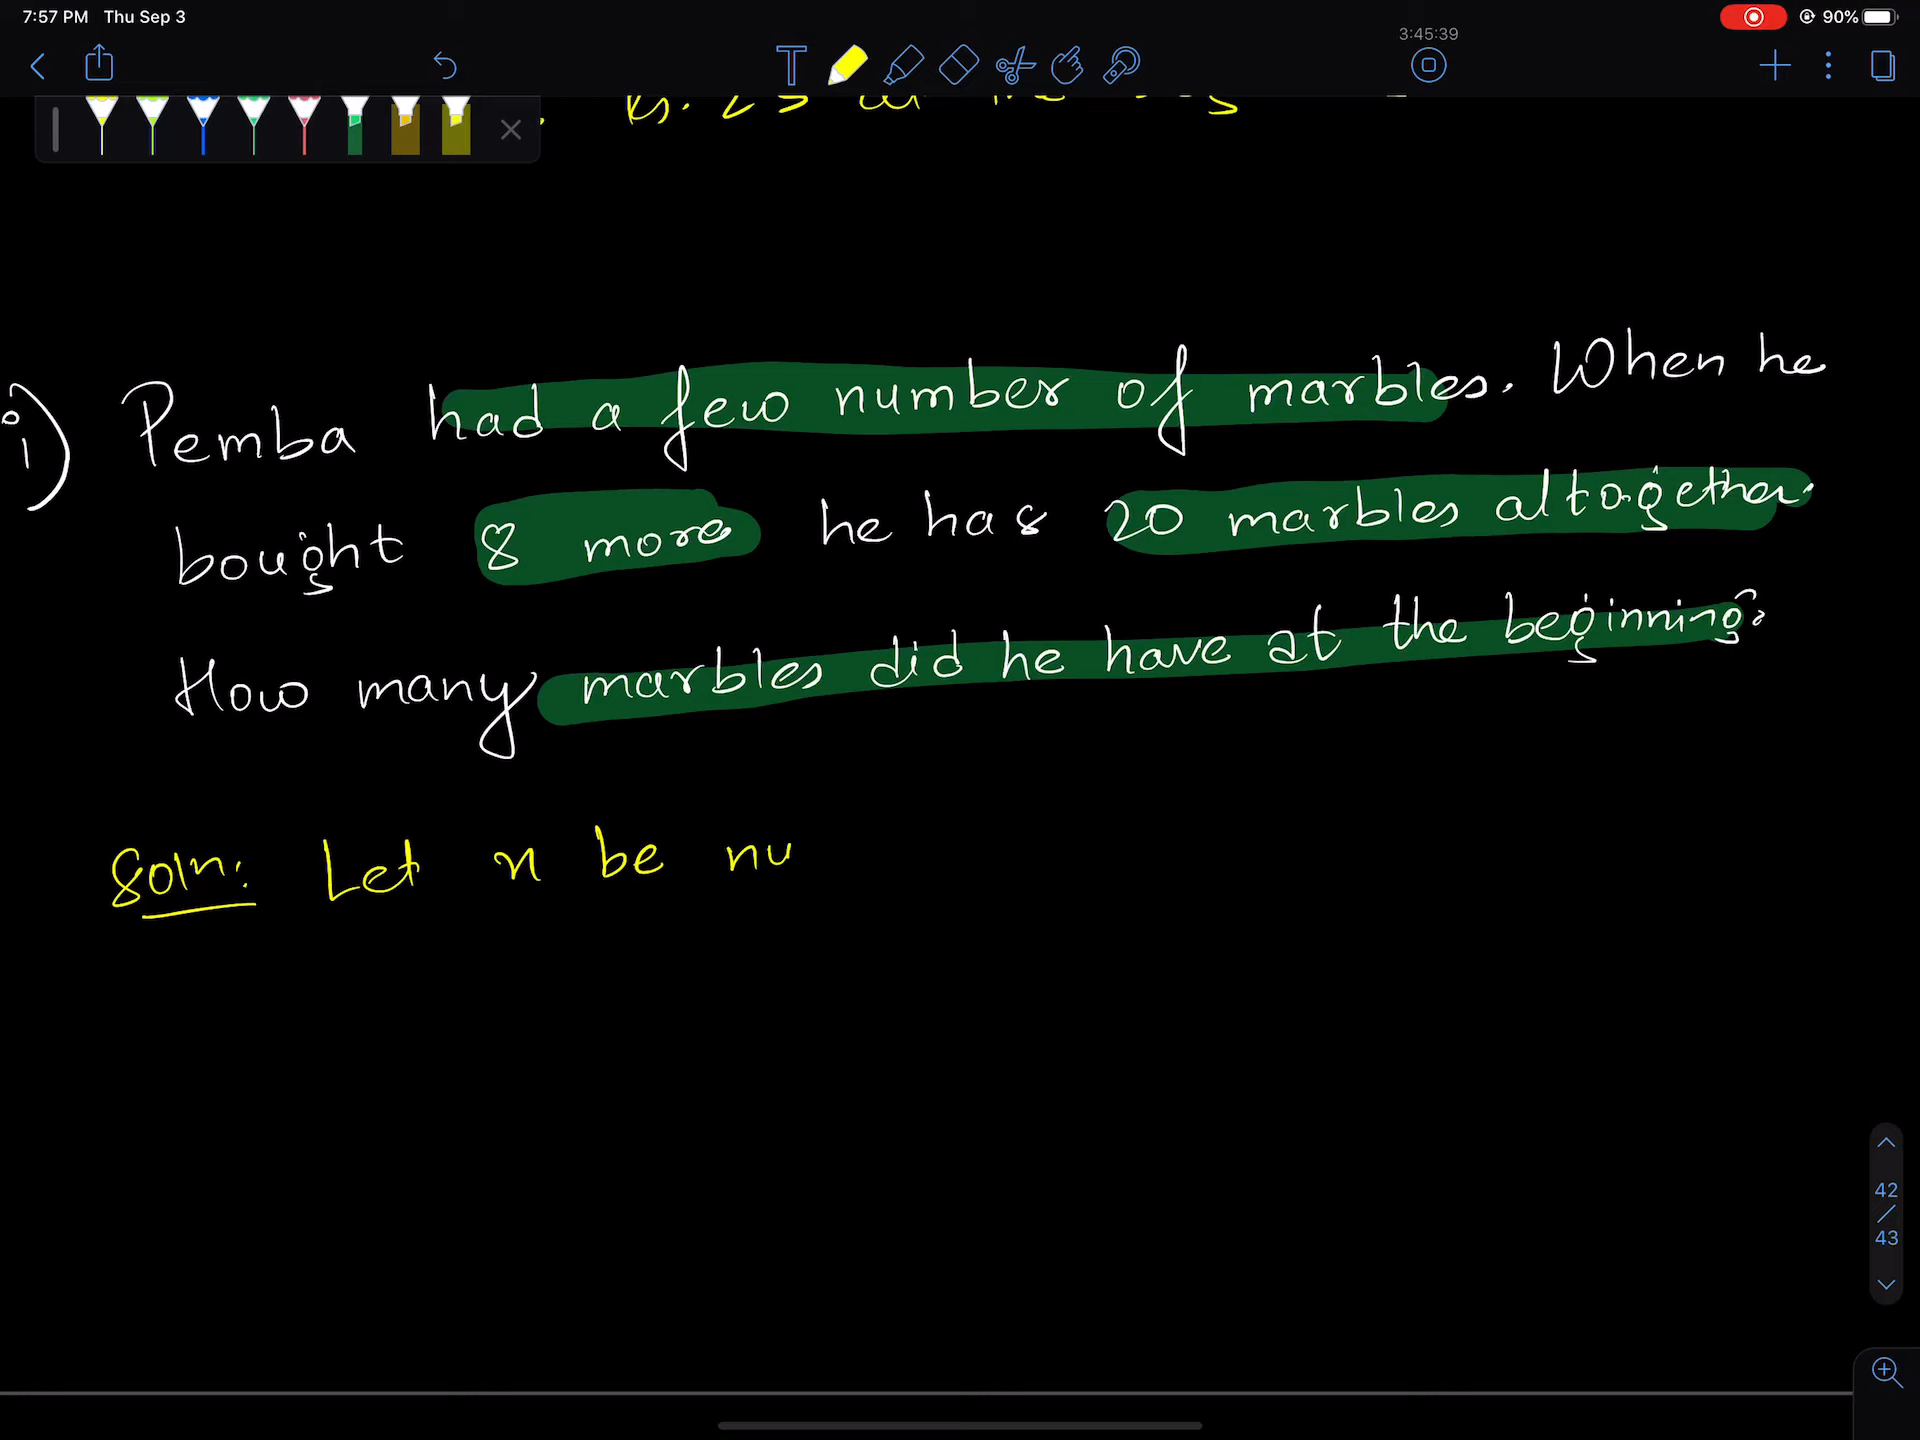 7:57 PM Thu Sep 3
90%
3:45:39
i) Pemba had a few number of marbles. When he
bought 8 more he has 20 marbles altogether.
How many marbles did he have at the beginning?
Soln: Let x be nu
42
/
43